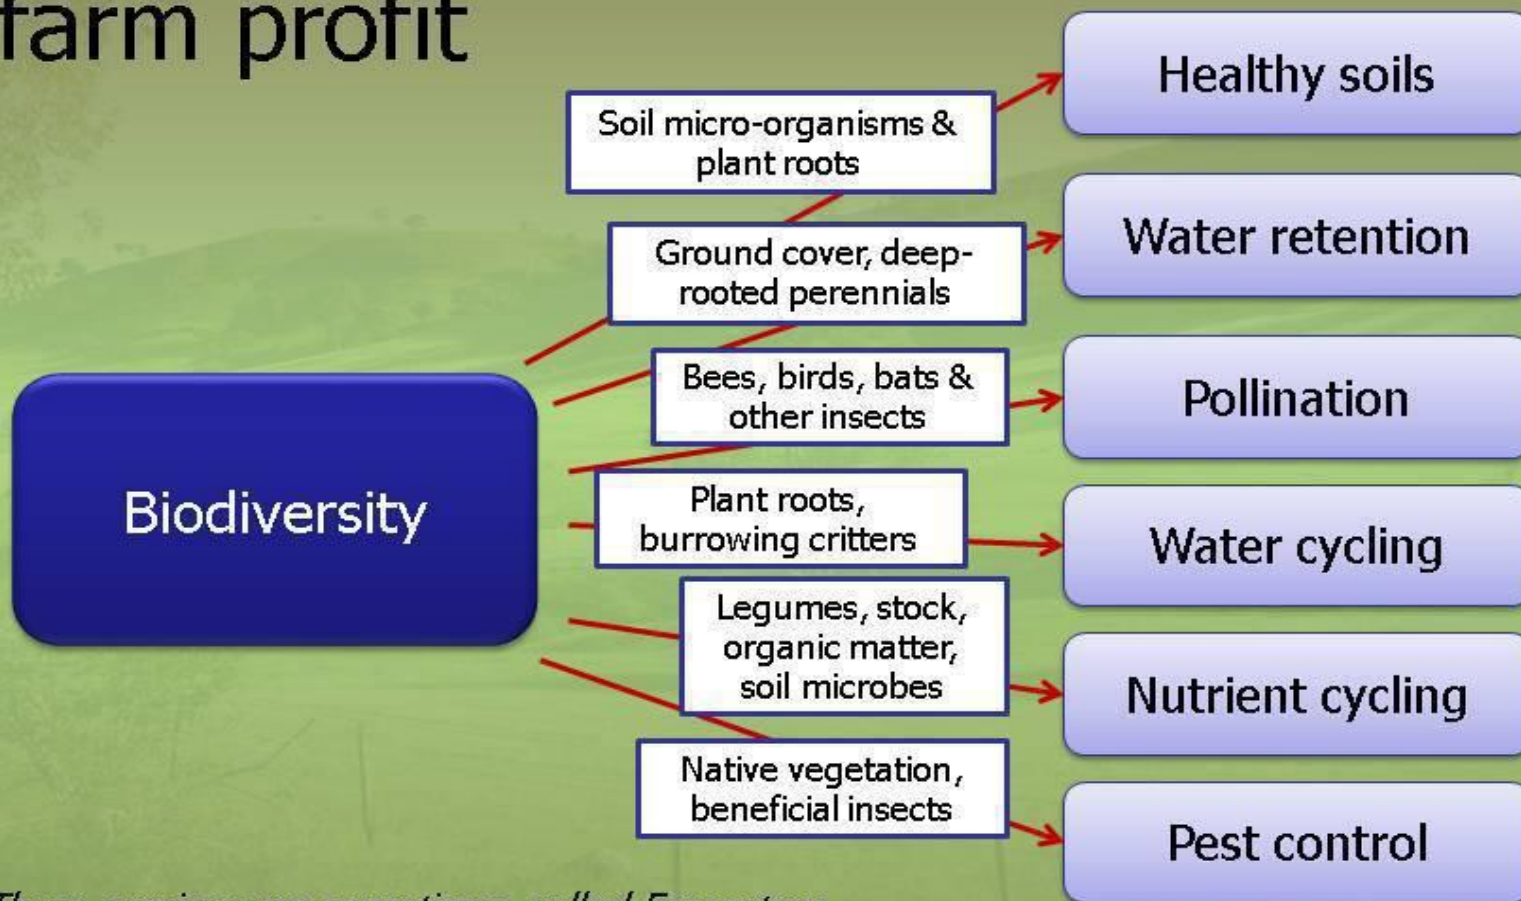 farm profit
Soil micro-organisms &
plant roots
Healthy soils
Ground cover, deep-
rooted perennials
Water retention
Bees, birds, bats &
other insects
Pollination
Biodiversity
Plant roots,
burrowing critters
Water cycling
Legumes, stock,
organic matter,
soil microbes
Nutrient cycling
Native vegetation,
beneficial insects
Pest control